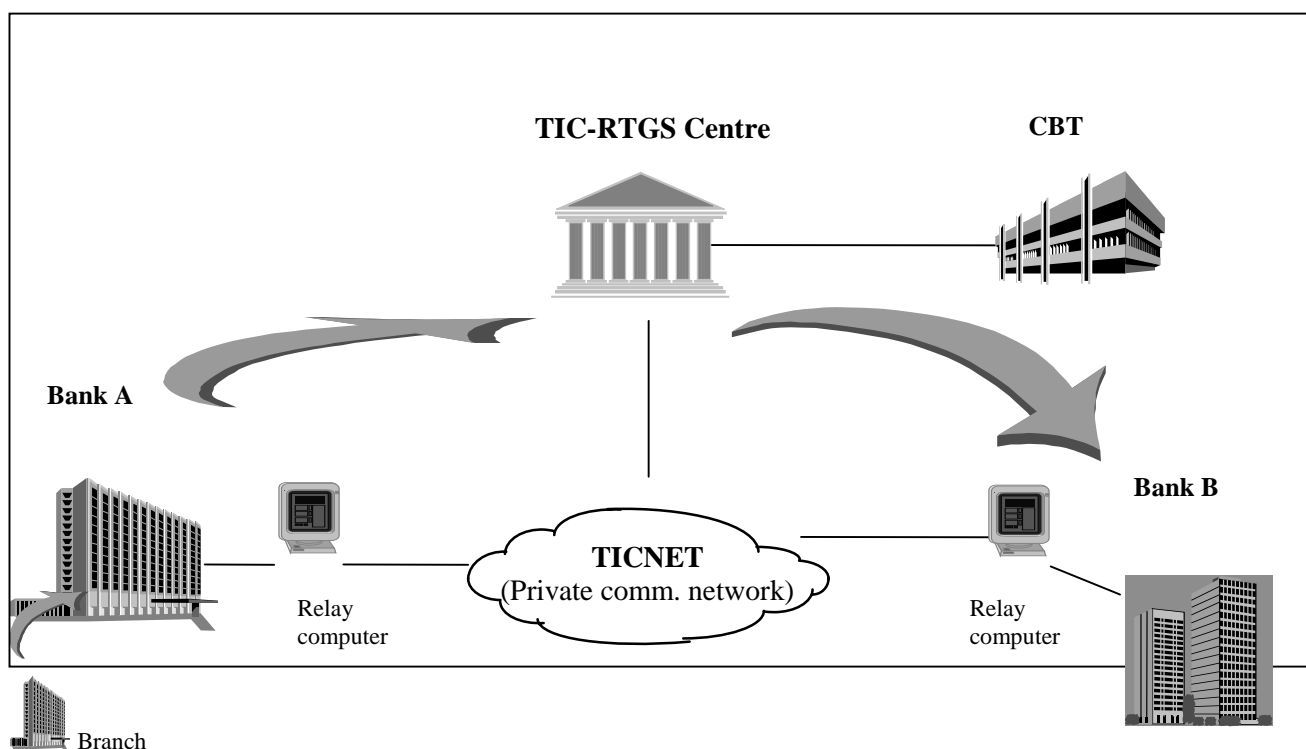 TIC-RTGS Centre
CBT
Bank A
Bank B
TICNET
(Private comm. network)
Relay
computer
Relay
computer
Branch